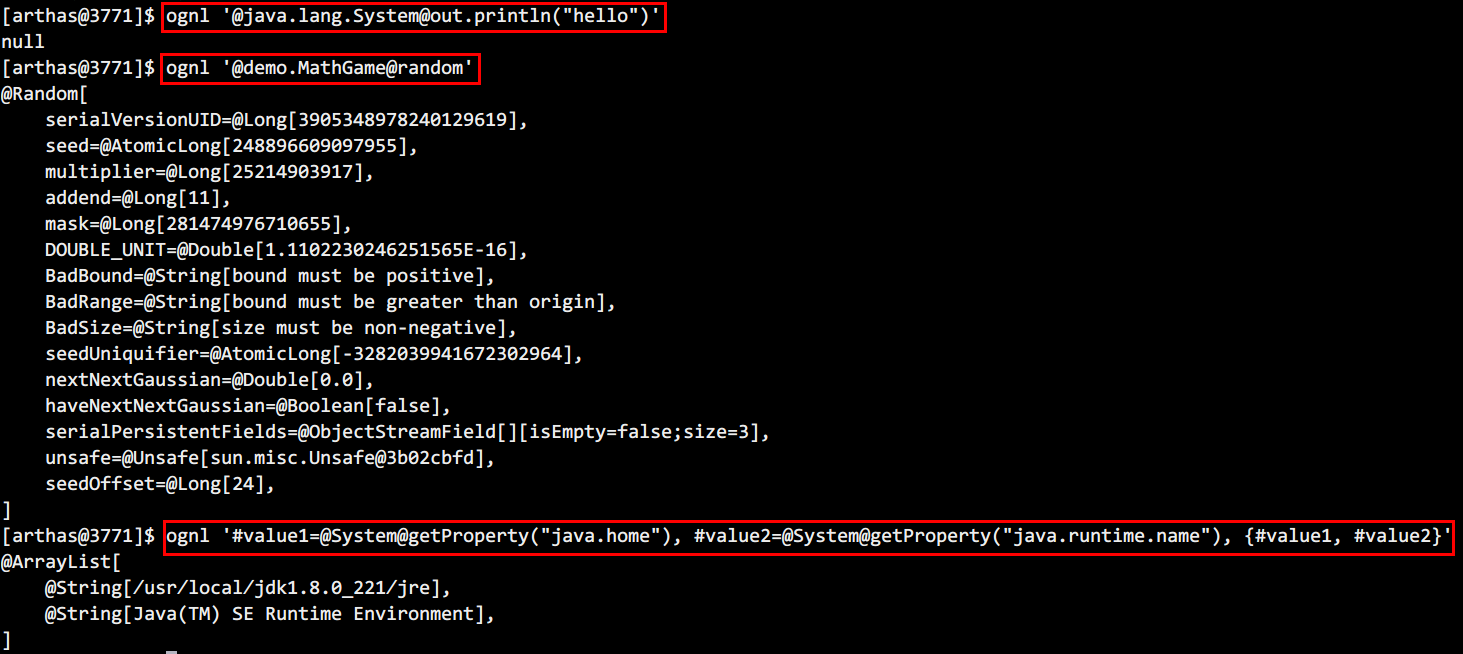 [arthas@3771]$ ognl '@java.lang.System@out.println("hello")'
null
[arthas@3771]$ ognl '@demo.MathGame@random'
@Random[
    serialVersionUID=@Long[3905348978240129619],
    seed=@AtomicLong[248896609097955],
    multiplier=@Long[25214903917],
    addend=@Long[11],
    mask=@Long[281474976710655],
    DOUBLE_UNIT=@Double[1.1102230246251565E-16],
    BadBound=@String[bound must be positive],
    BadRange=@String[bound must be greater than origin],
    BadSize=@String[size must be non-negative],
    seedUniquifier=@AtomicLong[-3282039941672302964],
    nextNextGaussian=@Double[0.0],
    haveNextNextGaussian=@Boolean[false],
    serialPersistentFields=@ObjectStreamField[][isEmpty=false;size=3],
    unsafe=@Unsafe[sun.misc.Unsafe@3b02cbfd],
    seedOffset=@Long[24],
]
[arthas@3771]$ ognl '#value1=@System@getProperty("java.home"), #value2=@System@getProperty("java.runtime.name"), {#value1, #value2}'
@ArrayList[
    @String[/usr/local/jdk1.8.0_221/jre],
    @String[Java(TM) SE Runtime Environment],
]